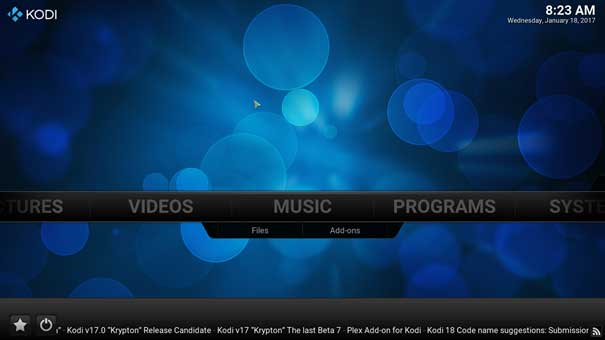 KODI
8:23 AM
Wednesday, January 18, 2017
CTURES VIDEOS MUSIC PROGRAMS SYSTE
Files Add-ons
" · Kodi v17.0 "Krypton" Release Candidate · Kodi v17 "Krypton" The last Beta 7 · Plex Add-on for Kodi · Kodi 18 Code name suggestions: Submission